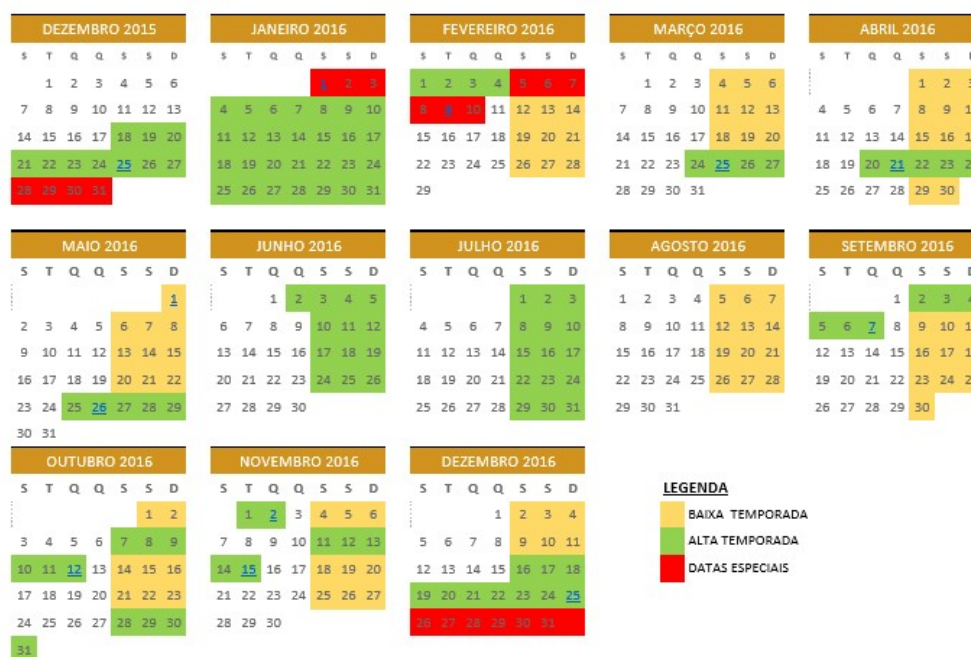 DEZEMBRO 2015
S T Q Q S S D
1 2 3 4 5 6
7 8 9 10 11 12 13
14 15 16 17 18 19 20
21 22 23 24 25 26 27
28 29 30 31
JANEIRO 2016
S T Q Q S S D
1 2 3
4 5 6 7 8 9 10
11 12 13 14 15 16 17
18 19 20 21 22 23 24
25 26 27 28 29 30 31
FEVEREIRO 2016
S T Q Q S S D
1 2 3 4 5 6 7
8 9 10 11 12 13 14
15 16 17 18 19 20 21
22 23 24 25 26 27 28
29
MARÇO 2016
S T Q Q S S D
1 2 3 4 5 6
7 8 9 10 11 12 13
14 15 16 17 18 19 20
21 22 23 24 25 26 27
28 29 30 31
ABRIL 2016
S T Q Q S S
1 2 3
4 5 6 7 8 9
11 12 13 14 15 16
18 19 20 21 22 23
25 26 27 28 29 30
MAIO 2016
S T Q Q S S D
1
2 3 4 5 6 7 8
9 10 11 12 13 14 15
16 17 18 19 20 21 22
23 24 25 26 27 28 29
30 31
JUNHO 2016
S T Q Q S S D
1 2 3 4 5
6 7 8 9 10 11 12
13 14 15 16 17 18 19
20 21 22 23 24 25 26
27 28 29 30
JULHO 2016
S T Q Q S S D
1 2 3
4 5 6 7 8 9 10
11 12 13 14 15 16 17
18 19 20 21 22 23 24
25 26 27 28 29 30 31
AGOSTO 2016
S T Q Q S S D
1 2 3 4 5 6 7
8 9 10 11 12 13 14
15 16 17 18 19 20 21
22 23 24 25 26 27 28
29 30 31
SETEMBRO 2016
S T Q Q S S
1 2 3
5 6 7 8 9 10
12 13 14 15 16 17
19 20 21 22 23 24
26 27 28 29 30
OUTUBRO 2016
S T Q Q S S D
1 2
3 4 5 6 7 8 9
10 11 12 13 14 15 16
17 18 19 20 21 22 23
24 25 26 27 28 29 30
31
NOVEMBRO 2016
S T Q Q S S D
1 2 3 4 5 6
7 8 9 10 11 12 13
14 15 16 17 18 19 20
21 22 23 24 25 26 27
28 29 30
DEZEMBRO 2016
S T Q Q S S D
1 2 3 4
5 6 7 8 9 10 11
12 13 14 15 16 17 18
19 20 21 22 23 24 25
26 27 28 29 30 31
LEGENDA
BAIXA TEMPORADA
ALTA TEMPORADA
DATAS ESPECIAIS